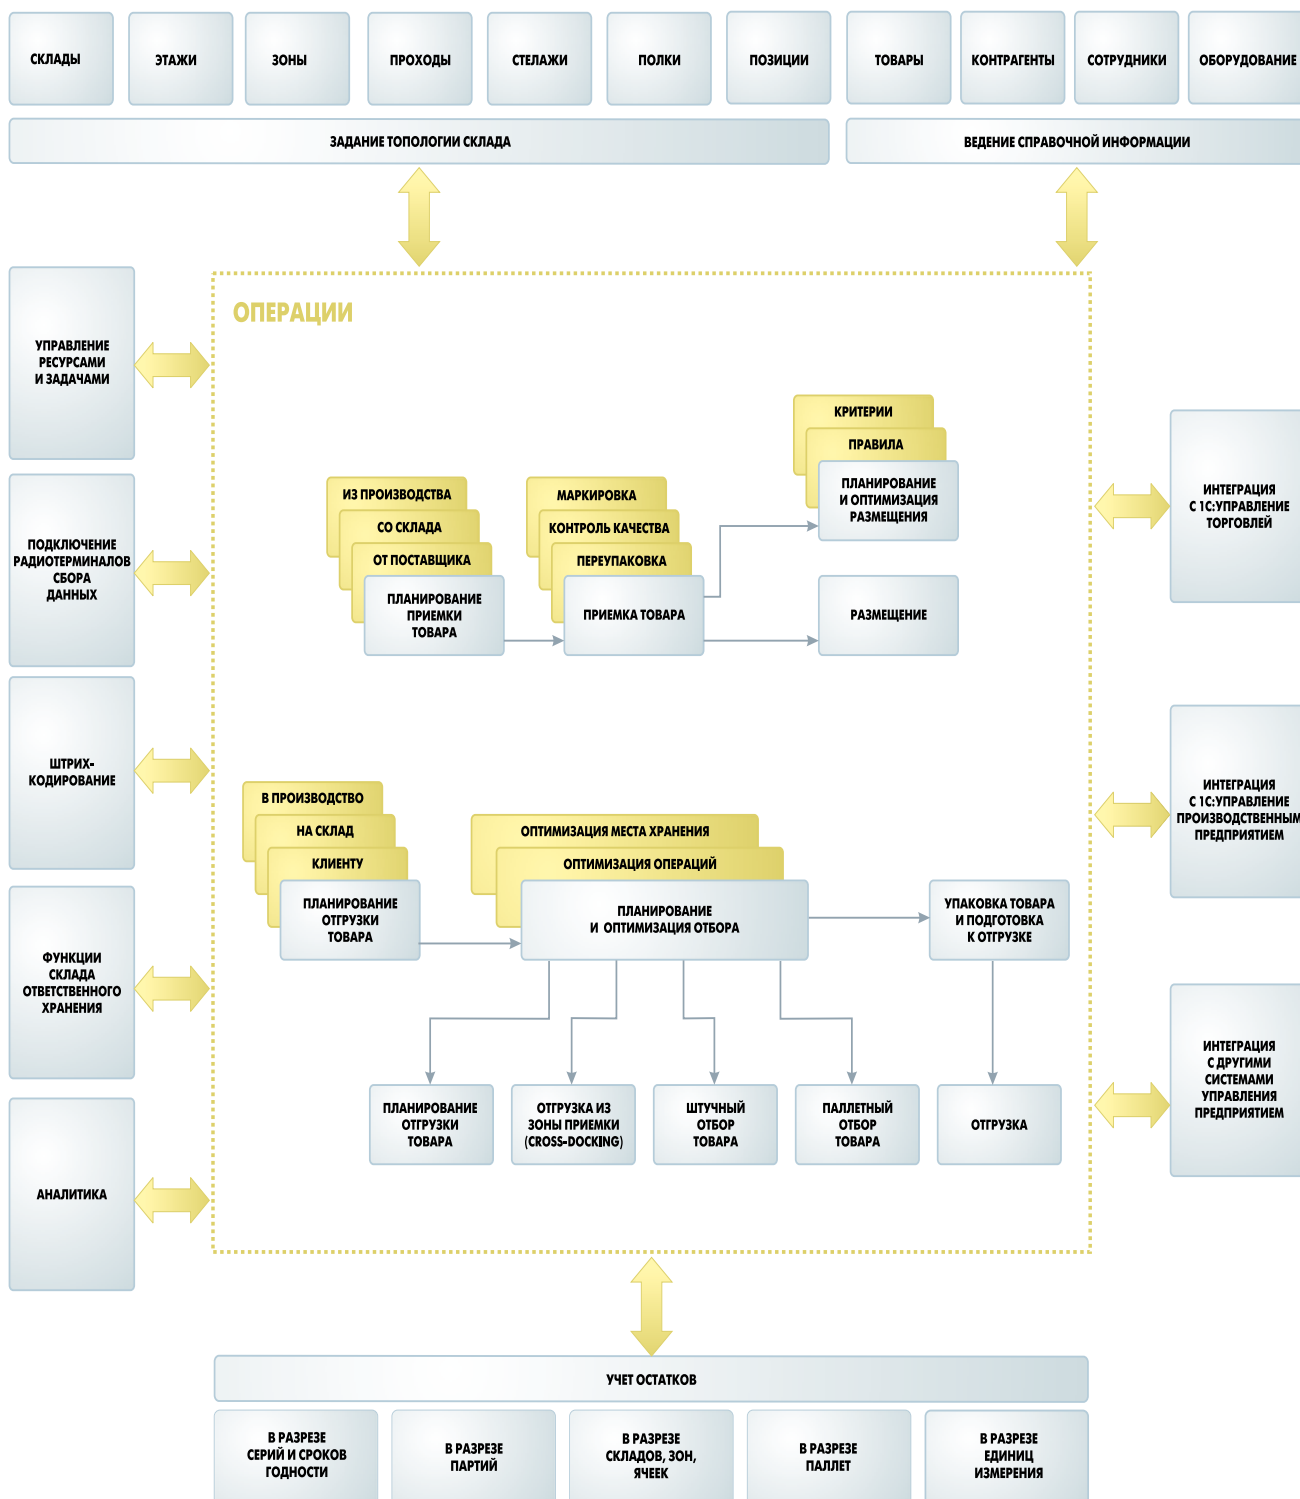 СКЛАДЫ
ЭТАЖИ
ЗОНЫ
ПРОХОДЫ
СТЕЛАЖИ
ПОЛКИ
ПОЗИЦИИ
ТОВАРЫ
КОНТРАГЕНТЫ
СОТРУДНИКИ
ОБОРУДОВАНИЕ
ЗАДАНИЕ ТОПОЛОГИИ СКЛАДА
ВЕДЕНИЕ СПРАВОЧНОЙ ИНФОРМАЦИИ
УПРАВЛЕНИЕ
РЕСУРСАМИ
И ЗАДАЧАМИ
ПОДКЛЮЧЕНИЕ
РАДИОТЕРМИНАЛОВ
СБОРА
ДАННЫХ
ШТРИХ-
КОДИРОВАНИЕ
ФУНКЦИИ
СКЛАДА
ОТВЕТСТВЕННОГО
ХРАНЕНИЯ
АНАЛИТИКА
ОПЕРАЦИИ
ИЗ ПРОИЗВОДСТВА
СО СКЛАДА
ОТ ПОСТАВЩИКА
ПЛАНИРОВАНИЕ
ПРИЕМКИ
ТОВАРА
МАРКИРОВКА
КОНТРОЛЬ КАЧЕСТВА
ПЕРЕУПАКОВКА
ПРИЕМКА ТОВАРА
КРИТЕРИИ
ПРАВИЛА
ПЛАНИРОВАНИЕ
И ОПТИМИЗАЦИЯ
РАЗМЕЩЕНИЯ
РАЗМЕЩЕНИЕ
В ПРОИЗВОДСТВО
НА СКЛАД
КЛИЕНТУ
ПЛАНИРОВАНИЕ
ОТГРУЗКИ
ТОВАРА
ОПТИМИЗАЦИЯ МЕСТА ХРАНЕНИЯ
ОПТИМИЗАЦИЯ ОПЕРАЦИЙ
ПЛАНИРОВАНИЕ
И ОПТИМИЗАЦИЯ ОТБОРА
УПАКОВКА ТОВАРА
И ПОДГОТОВКА
К ОТГРУЗКЕ
ПЛАНИРОВАНИЕ
ОТГРУЗКИ
ТОВАРА
ОТГРУЗКА ИЗ
ЗОНЫ ПРИЕМКИ
(CROSS-DOCKING)
ШТУЧНЫЙ
ОТБОР
ТОВАРА
ПАЛЛЕТНЫЙ
ОТБОР
ТОВАРА
ОТГРУЗКА
ИНТЕГРАЦИЯ
С 1С:УПРАВЛЕНИЕ
ТОРГОВЛЕЙ
ИНТЕГРАЦИЯ
С 1С:УПРАВЛЕНИЕ
ПРОИЗВОДСТВЕННЫМ
ПРЕДПРИЯТИЕМ
ИНТЕГРАЦИЯ
С ДРУГИМИ
СИСТЕМАМИ
УПРАВЛЕНИЯ
ПРЕДПРИЯТИЕМ
УЧЕТ ОСТАТКОВ
В РАЗРЕЗЕ
СЕРИЙ И СРОКОВ
ГОДНОСТИ
В РАЗРЕЗЕ
ПАРТИЙ
В РАЗРЕЗЕ
СКЛАДОВ, ЗОН,
ЯЧЕЕК
В РАЗРЕЗЕ
ПАЛЛЕТ
В РАЗРЕЗЕ
ЕДИНИЦ
ИЗМЕРЕНИЯ